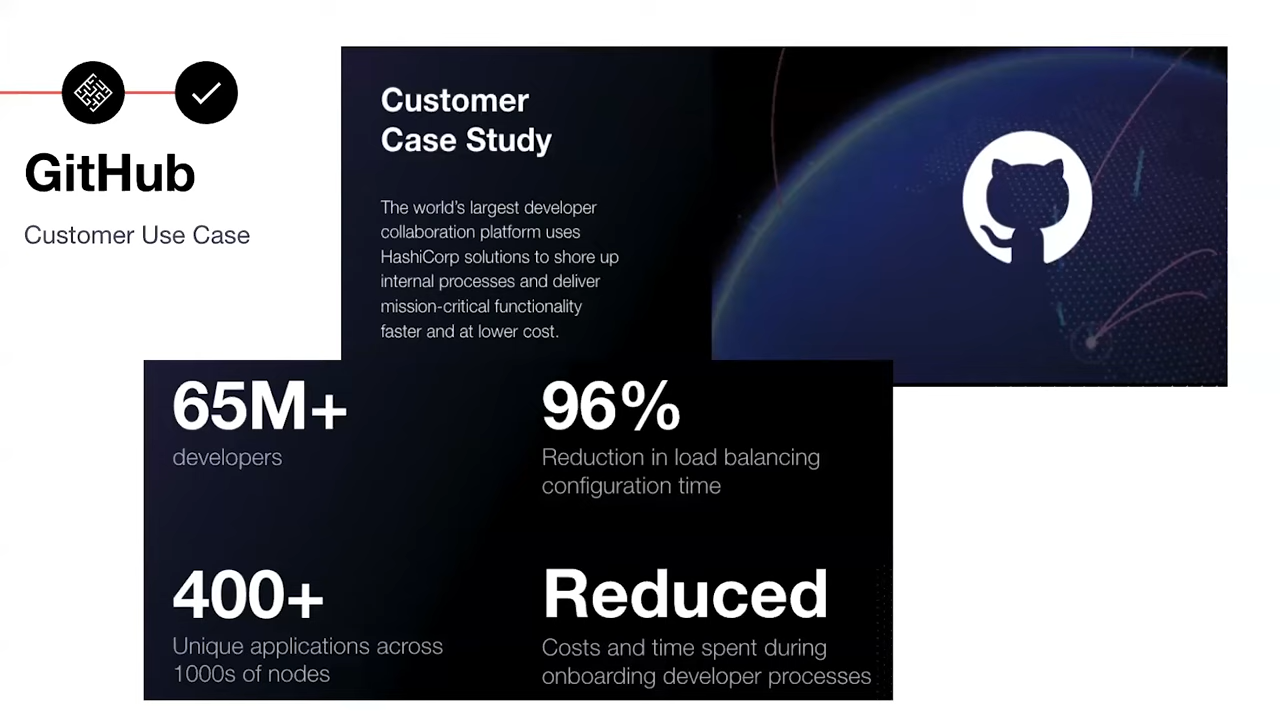 GitHub
Customer Use Case
Customer
Case Study
The world's largest developer
collaboration platform uses
HashiCorp solutions to shore up
internal processes and deliver
mission-critical functionality
faster and at lower cost.
65M+
developers
96%
Reduction in load balancing
configuration time
400+
Unique applications across
1000s of nodes
Reduced
Costs and time spent during
onboarding developer processes